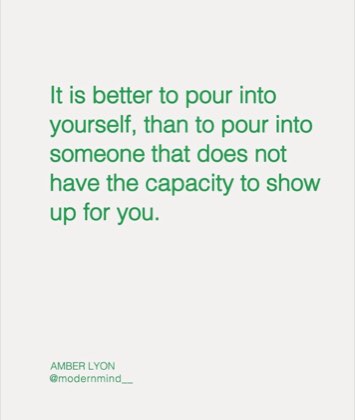 It is better to pour into
yourself, than to pour into
someone that does not
have the capacity to show
up for you.
AMBER LYON
@modernmind__